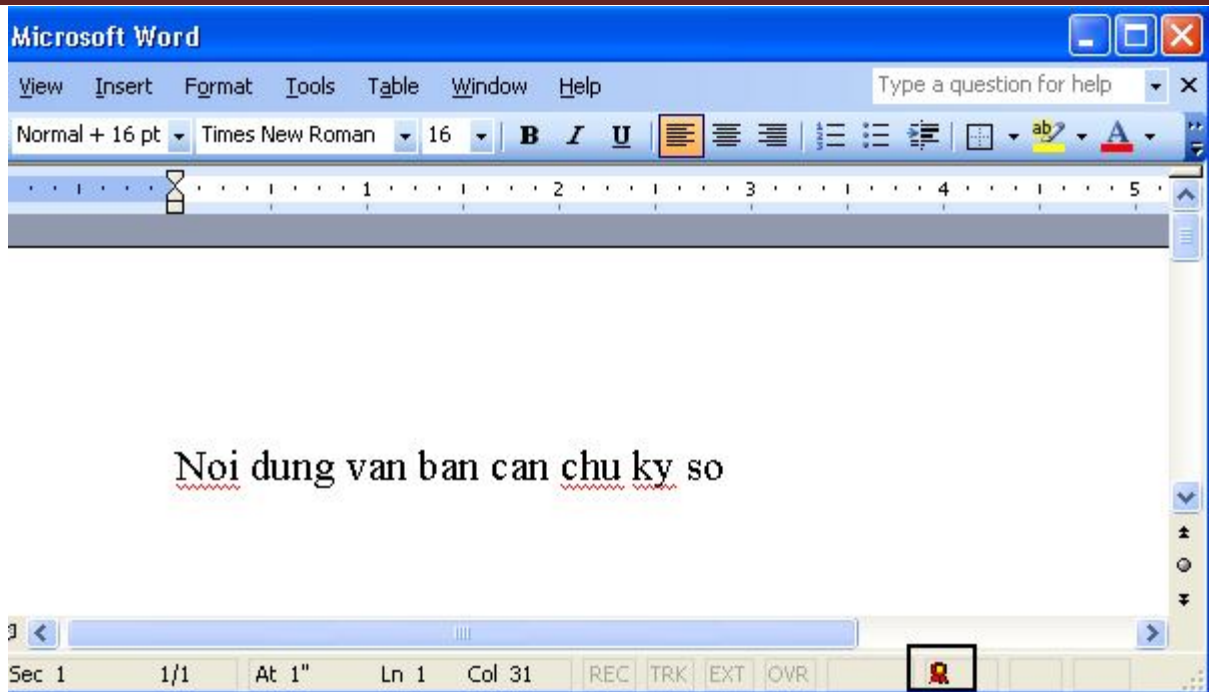 Microsoft Word
View Insert Format Tools Table Window Help Type a question for help
Normal + 16 pt Times New Roman 16 B I U ab A
1 2 3 4 5
Noi dung van ban can chu ky so
Sec 1 1/1 At 1" Ln 1 Col 31 REC TRK EXT OVR